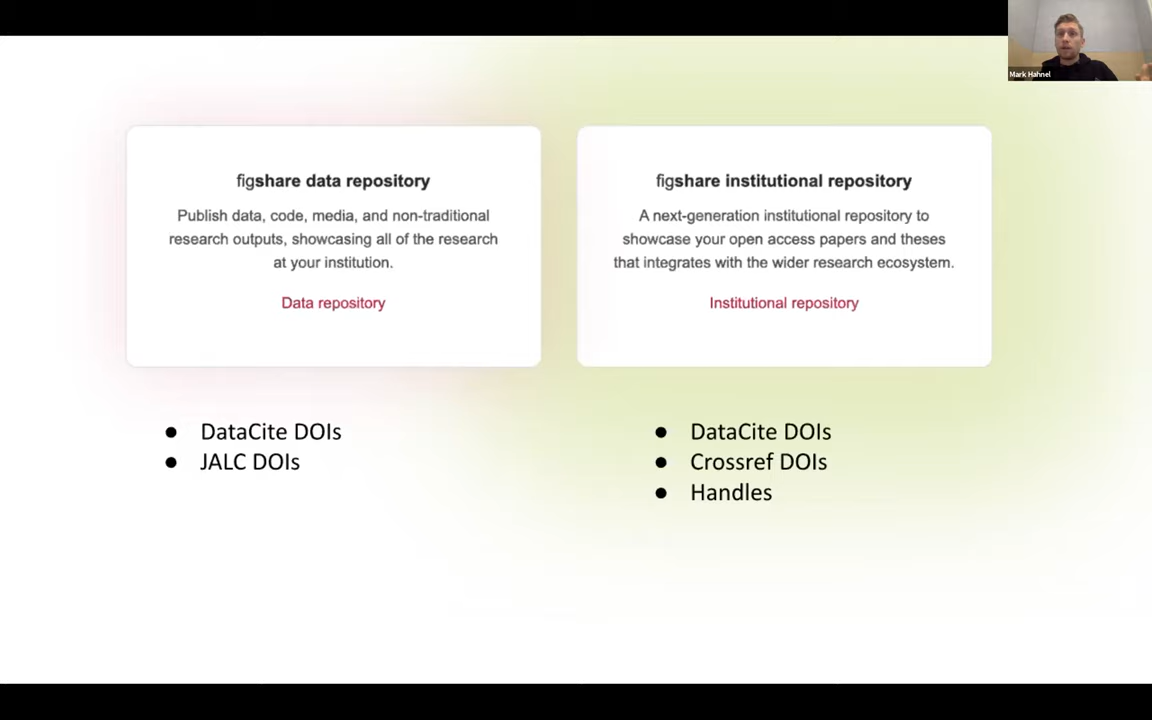 Mark Hahnel
figshare data repository
Publish data, code, media, and non-traditional
research outputs, showcasing all of the research
at your institution.
Data repository
figshare institutional repository
A next-generation institutional repository to
showcase your open access papers and theses
that integrates with the wider research ecosystem.
Institutional repository
● DataCite DOIs
● JALC DOIs
● DataCite DOIs
● Crossref DOIs
● Handles